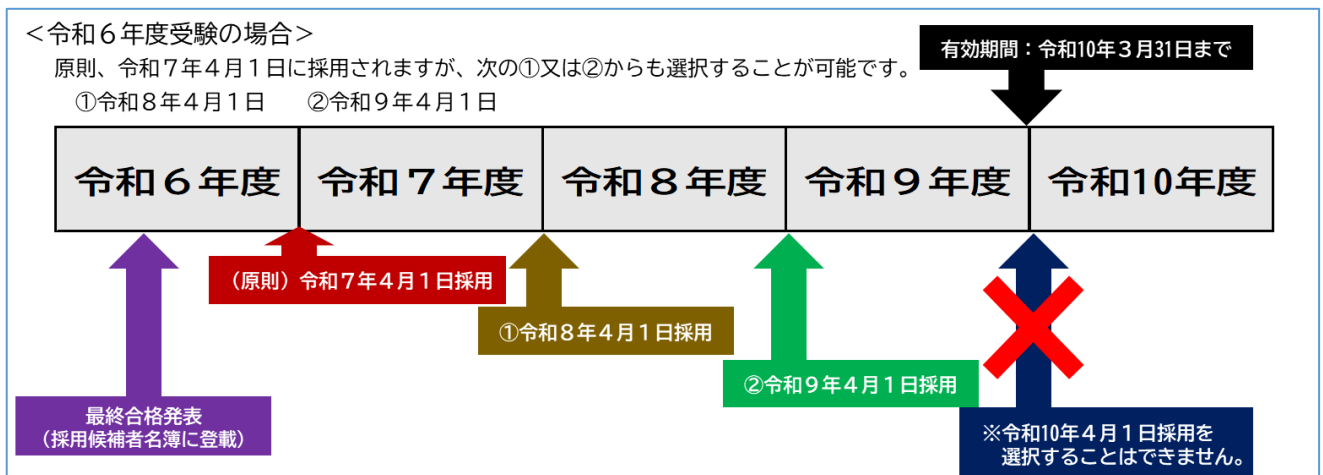 ＜令和６年度受験の場合＞
原則、令和７年４月１日に採用されますが、次の①又は②からも選択することが可能です。
①令和８年４月１日　　②令和９年４月１日
有効期間：令和10年３月31日まで
令和６年度　令和７年度　令和８年度　令和９年度　令和10年度
（原則）令和７年４月１日採用
①令和８年４月１日採用
②令和９年４月１日採用
最終合格発表
（採用候補者名簿に登載）
※令和10年４月１日採用を
選択することはできません。